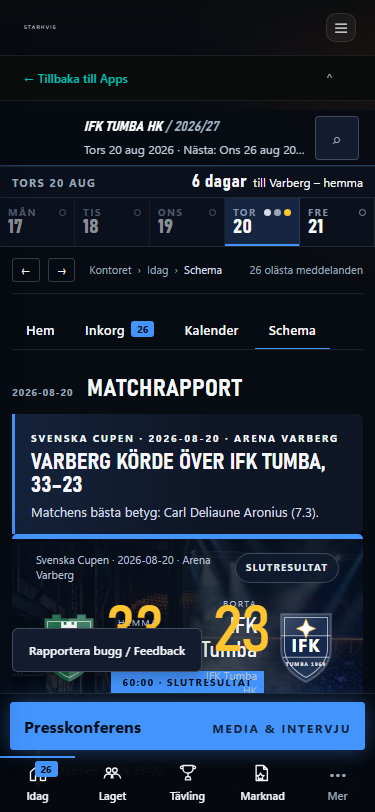 STARKVIS
← Tillbaka till Apps
^
IFK TUMBA HK / 2026/27
Tors 20 aug 2026 · Nästa: Ons 26 aug 20...
TORS 20 AUG
6 dagar till Varberg – hemma
MÅN TIS ONS TOR FRE
17 18 19 20 21
← → Kontoret › Idag › Schema 26 olästa meddelanden
Hem Inkorg 26 Kalender Schema
2026-08-20 MATCHRAPPORT
SVENSKA CUPEN · 2026-08-20 · ARENA VARBERG
VARBERG KÖRDE ÖVER IFK TUMBA,
33–23
Matchens bästa betyg: Carl Deliaune Aronius (7.3).
Svenska Cupen · 2026-08-20 · Arena
Varberg
SLUTRESULTAT
HEMMA
33
BORTA
23
IFK
Tumba
IFK
TUMBA 1968
IFK Tumba
HK
Rapportera bugg / Feedback
60:00 · SLUTRESULTAT
Presskonferens MEDIA & INTERVJU
26
Idag Laget Tävling Marknad Mer